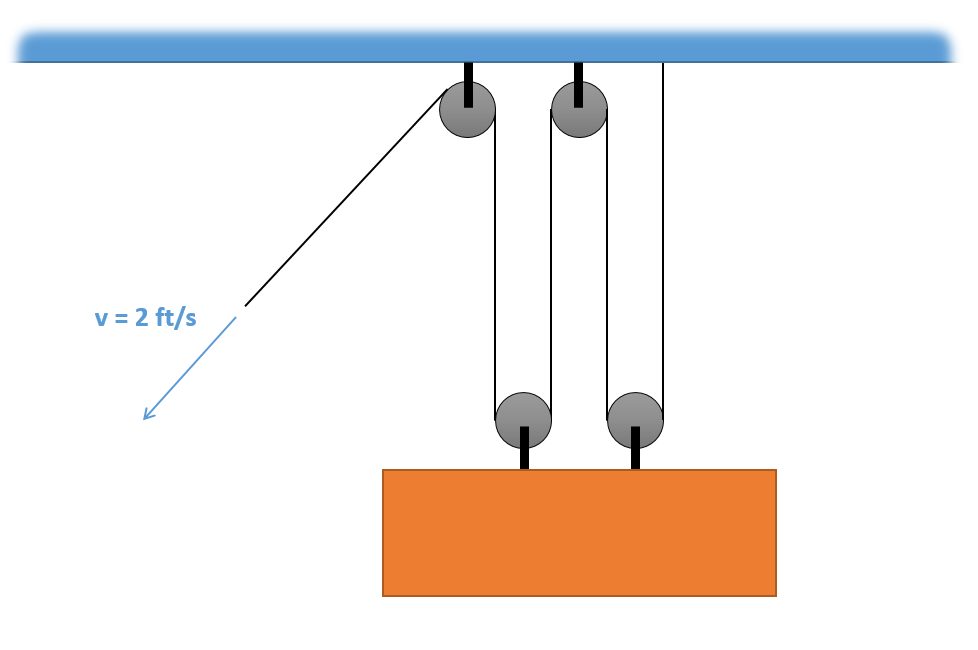 v = 2 ft/s